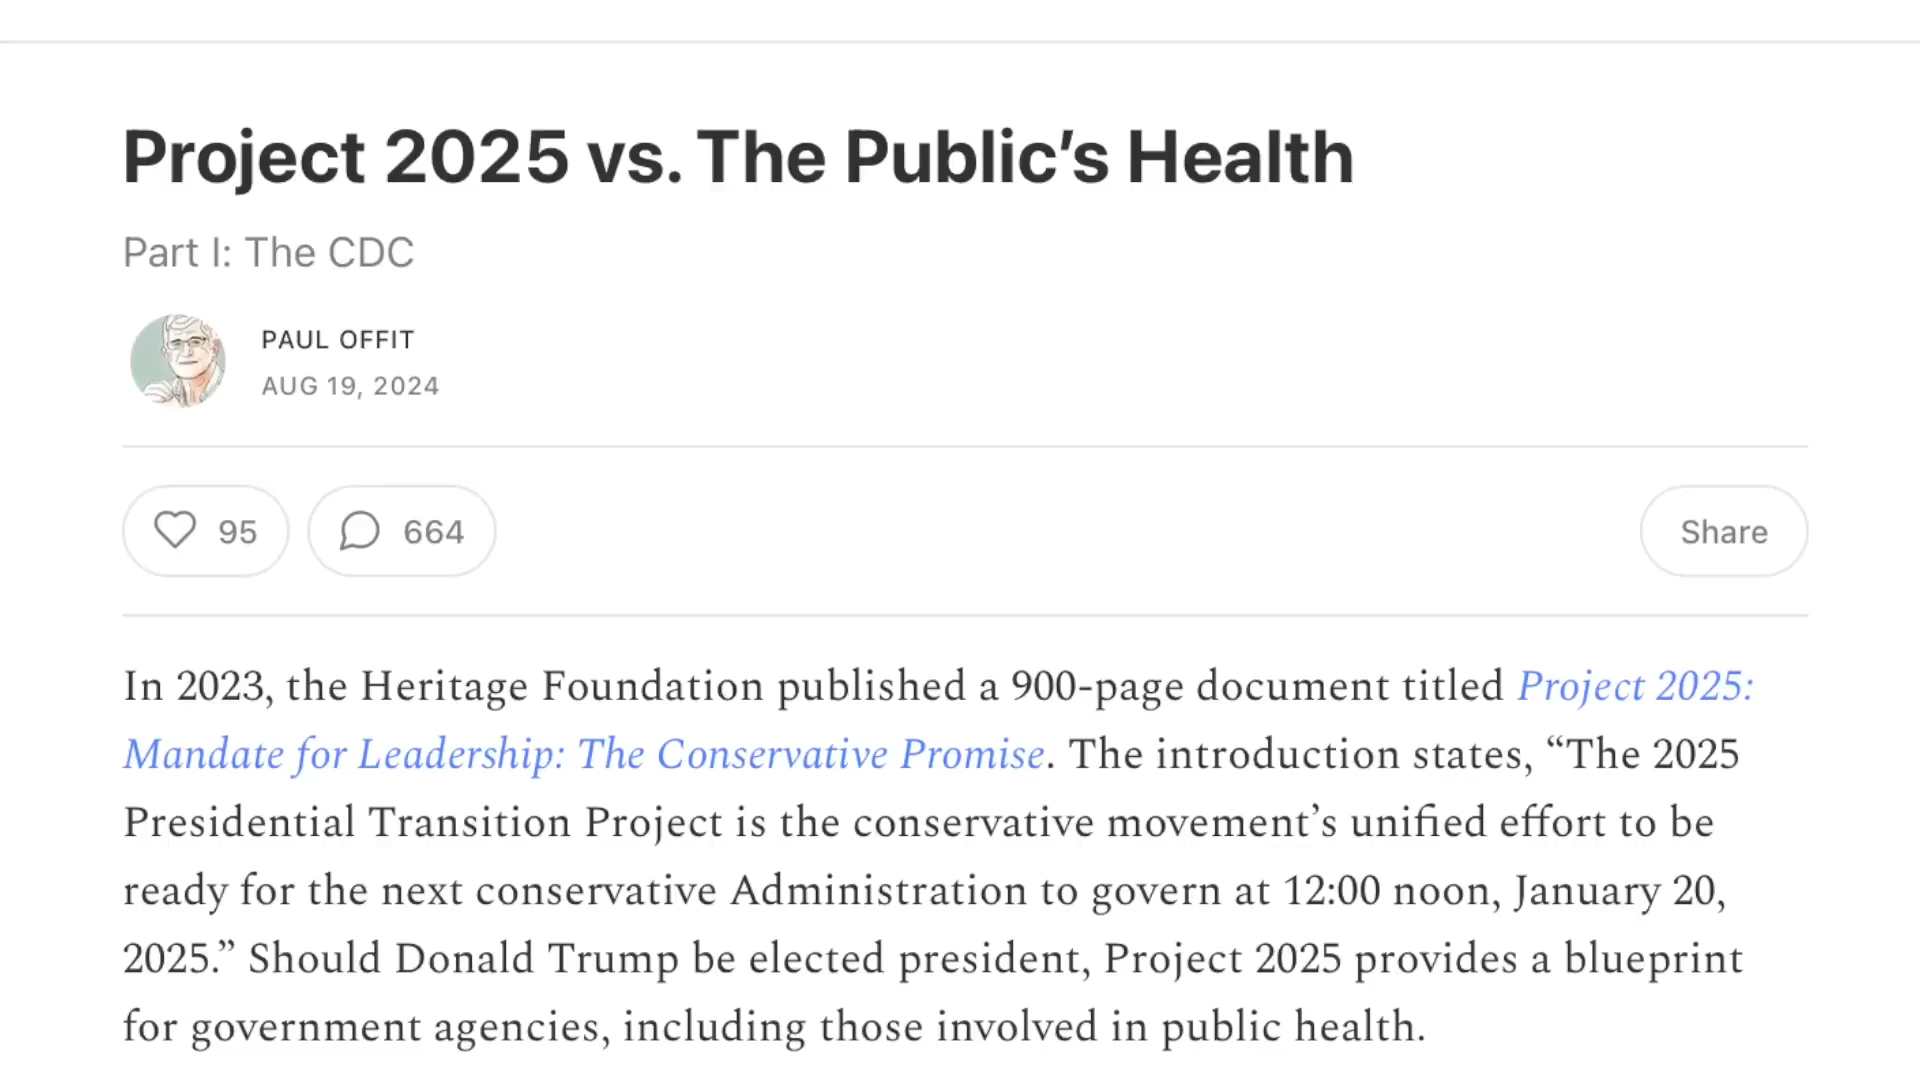 Project 2025 vs. The Public’s Health
Part I: The CDC
PAUL OFFIT
AUG 19, 2024
95
664
Share
In 2023, the Heritage Foundation published a 900-page document titled Project 2025:
Mandate for Leadership: The Conservative Promise. The introduction states, “The 2025
Presidential Transition Project is the conservative movement’s unified effort to be
ready for the next conservative Administration to govern at 12:00 noon, January 20,
2025.” Should Donald Trump be elected president, Project 2025 provides a blueprint
for government agencies, including those involved in public health.